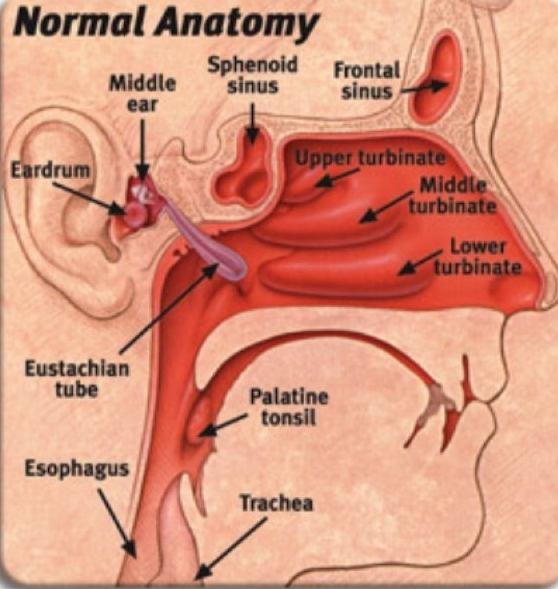 Normal Anatomy
Sphenoid
sinus
Middle
ear
Frontal
sinus
Eardrum
Upper turbinate
Middle
turbinate
Lower
turbinate
Eustachian
tube
Palatine
tonsil
Esophagus
Trachea